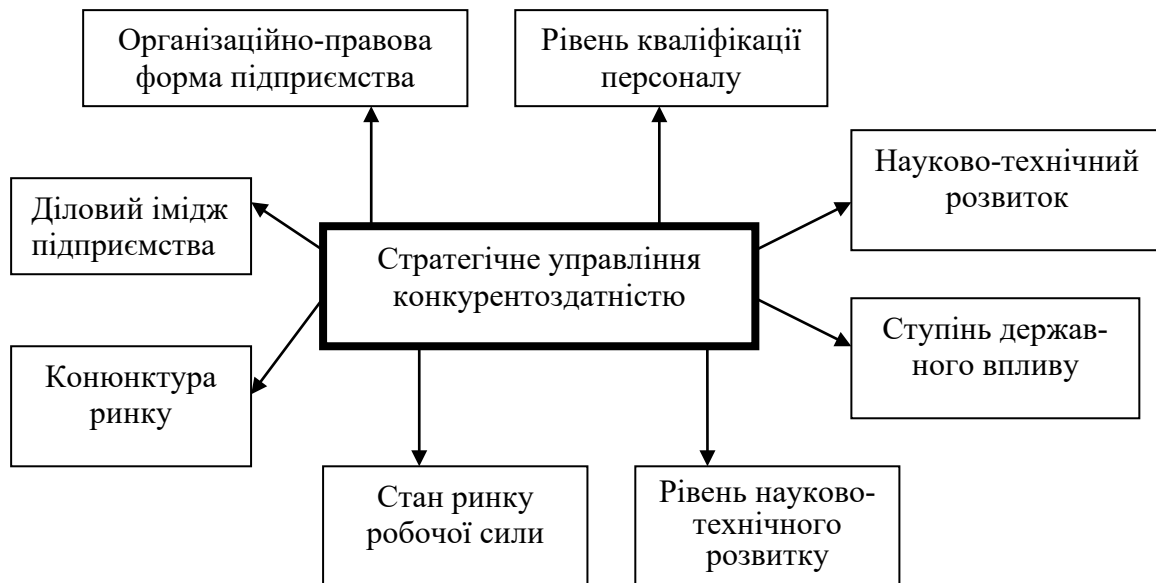 Організаційно-правова
форма підприємства
Рівень кваліфікації
персоналу
Науково-технічний
розвиток
Діловий імідж
підприємства
Стратегічне управління
конкурентоздатністю
Ступінь держав-
ного впливу
Конюнктура
ринку
Стан ринку
робочої сили
Рівень науково-
технічного
розвитку